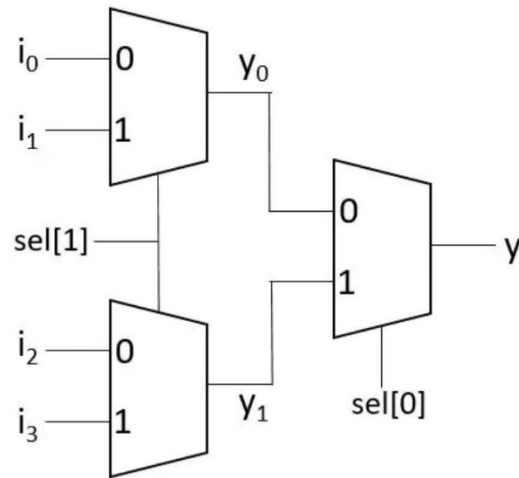 i₀ 0 y₀
i₁ 1
0
sel[1] y
1
i₂ 0
sel[0]
i₃ 1 y₁